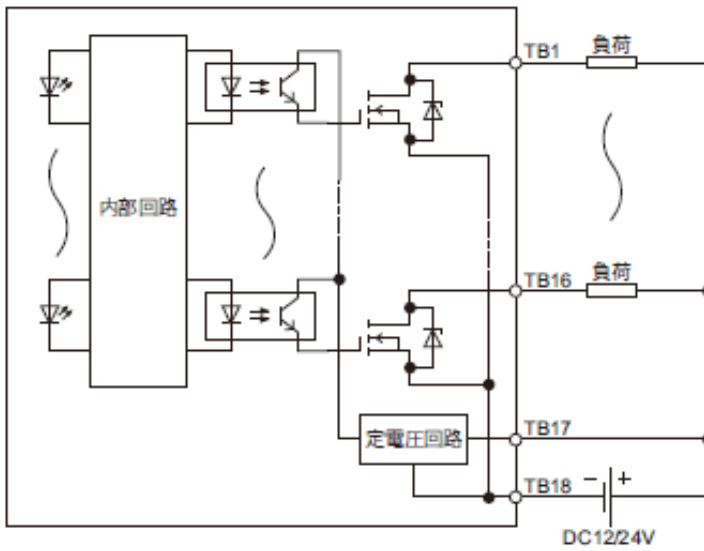 TB1
負荷
内部回路
TB16
負荷
定電圧回路
TB17
TB18
- +
DC12/24V